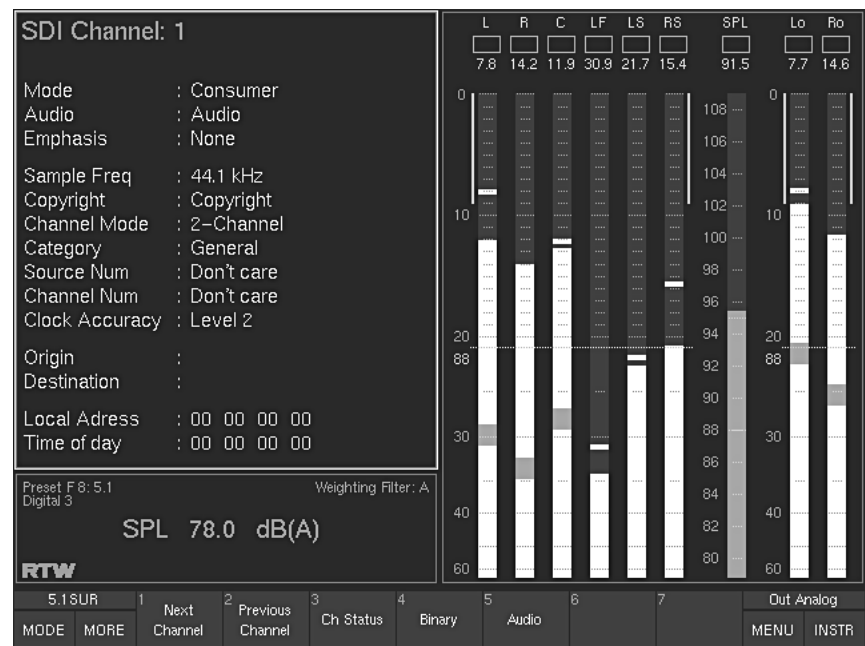 SDI Channel: 1
Mode : Consumer
Audio : Audio
Emphasis : None
Sample Freq : 44.1 kHz
Copyright : Copyright
Channel Mode : 2-Channel
Category : General
Source Num : Don't care
Channel Num : Don't care
Clock Accuracy : Level 2
Origin :
Destination :
Local Adress : 00 00 00 00
Time of day : 00 00 00 00
Preset F 8: 5.1 Weighting Filter: A
Digital 3
SPL 78.0 dB(A)
RTW
L R C LF LS RS SPL Lo Ro
7.8 14.2 11.9 30.9 21.7 15.4 91.5 7.7 14.6
0 0
108
106
104
102
10 10
100
98
96
94
20 20
88 88
92
90
30 30
88
86
84
40 40
82
80
60 60
5.1SUR 1 Next Channel 2 Previous Channel 3 Ch Status 4 Binary 5 Audio 6 7 Out Analog
MODE MORE MENU INSTR